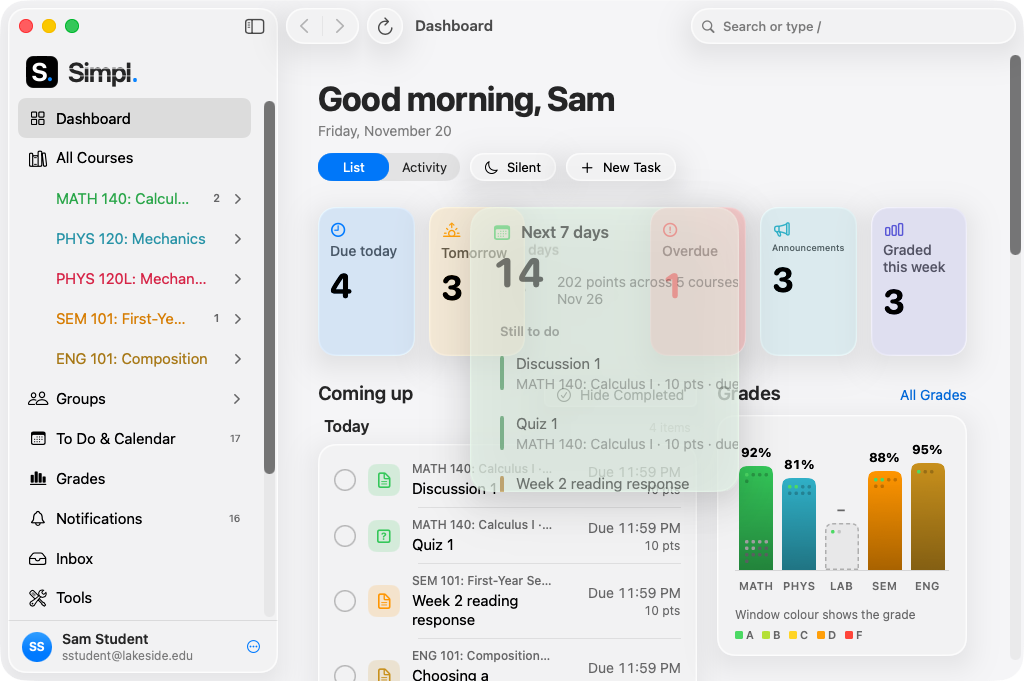 Dashboard
Search or type /
S.
Simpl.
Dashboard
All Courses
MATH 140: Calcul... 2
PHYS 120: Mechanics
PHYS 120L: Mechan...
SEM 101: First-Ye... 1
ENG 101: Composition
Groups
To Do & Calendar 17
Grades
Notifications 16
Inbox
Tools
SS
Sam Student
sstudent@lakeside.edu
Good morning, Sam
Friday, November 20
List Activity Silent New Task
Due today
4
Tomorrow
3
Next 7 days
days
14
202 points across 5 courses
Nov 26
Still to do
Discussion 1
MATH 140: Calculus I · 10 pts · due
Quiz 1
MATH 140: Calculus I · 10 pts · due
Week 2 reading response
Overdue
1
Announcements
3
Graded
this week
3
Coming up
Hide Completed
Today
4 items
MATH 140: Calculus I ·...
Discussion 1
Due 11:59 PM
10 pts
MATH 140: Calculus I ·...
Quiz 1
Due 11:59 PM
10 pts
SEM 101: First-Year Se...
Week 2 reading
response
Due 11:59 PM
10 pts
ENG 101: Composition...
Choosing a
Due 11:59 PM
Grades
All Grades
92% 81% – 88% 95%
MATH PHYS LAB SEM ENG
Window colour shows the grade
A B C D F